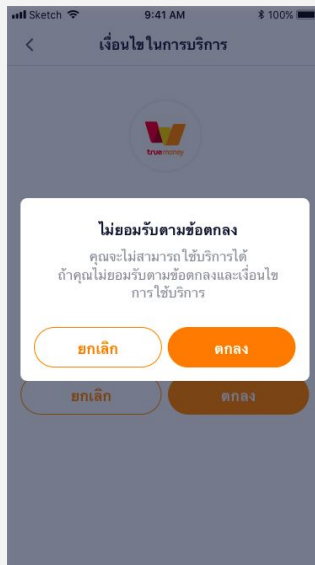 Sketch 9:41 AM 100%
เงื่อนไขในการบริการ
truemoney
ไม่ยอมรับตามข้อตกลง
คุณจะไม่สามารถใช้บริการได้
ถ้าคุณไม่ยอมรับตามข้อตกลงและเงื่อนไข
การใช้บริการ
ยกเลิก ตกลง
ยกเลิก ตกลง